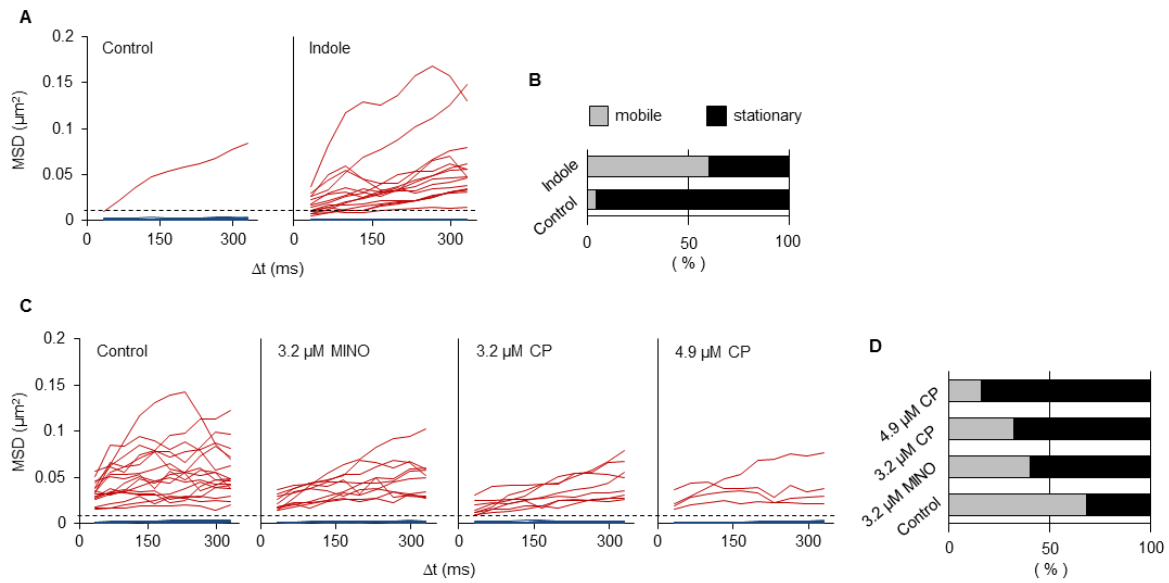 A
Control
Indole
MSD (µm²)
0.2
0.15
0.1
0.05
0
0 150 300
0 150 300
Δt (ms)
B
mobile
stationary
Indole
Control
0 50 100
( % )
C
Control
3.2 µM MINO
3.2 µM CP
4.9 µM CP
MSD (µm²)
0.2
0.15
0.1
0.05
0
0 150 300
0 150 300
0 150 300
0 150 300
Δt (ms)
D
4.9 µM CP
3.2 µM CP
3.2 µM MINO
Control
0 50 100
( % )